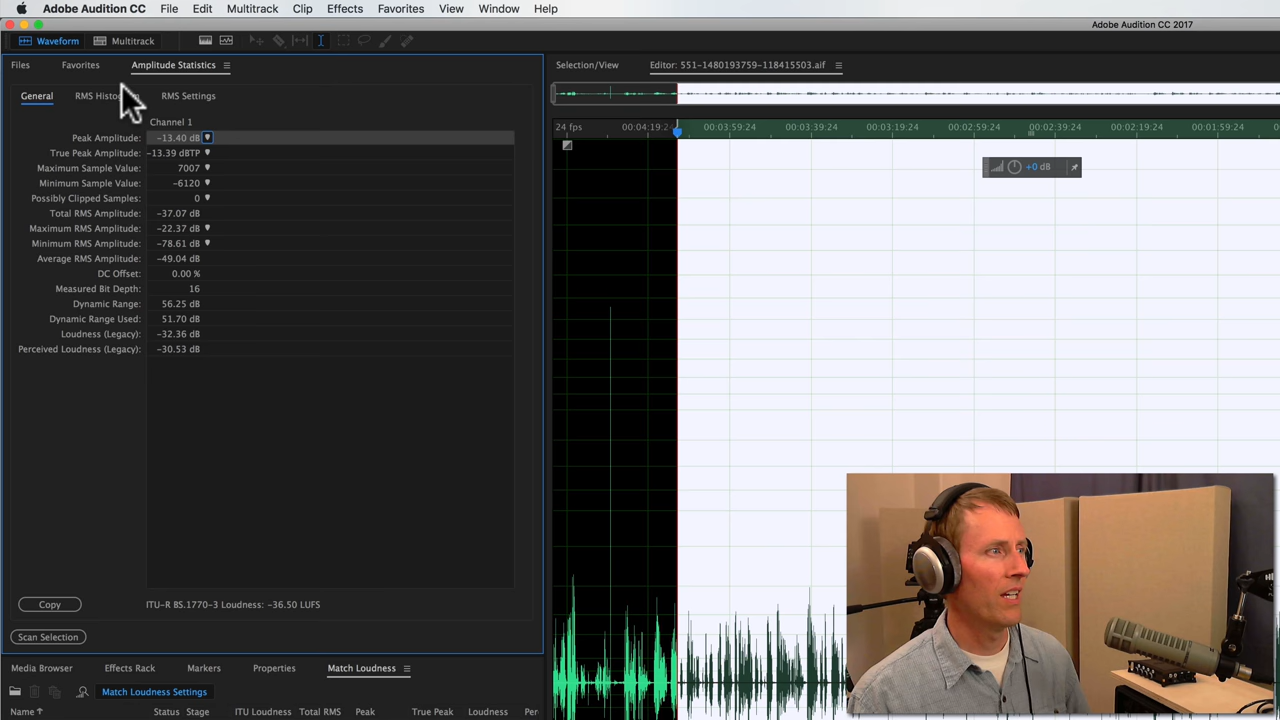 Adobe Audition CC File Edit Multitrack Clip Effects Favorites View Window Help
Adobe Audition CC 2017
Waveform Multitrack
Files Favorites Amplitude Statistics Selection/View Editor: 551-1480193759-118415503.aif
General RMS Histo RMS Settings
Channel 1
24 fps 00:04:19:24 00:03:59:24 00:03:39:24 00:03:19:24 00:02:59:24 00:02:39:24 00:02:19:24 00:01:59:24
Peak Amplitude: -13.40 dB
True Peak Amplitude: -13.39 dBTP
+0 dB
Maximum Sample Value: 7007
Minimum Sample Value: -6120
Possibly Clipped Samples: 0
Total RMS Amplitude: -37.07 dB
Maximum RMS Amplitude: -22.37 dB
Minimum RMS Amplitude: -78.61 dB
Average RMS Amplitude: -49.04 dB
DC Offset: 0.00 %
Measured Bit Depth: 16
Dynamic Range: 56.25 dB
Dynamic Range Used: 51.70 dB
Loudness (Legacy): -32.36 dB
Perceived Loudness (Legacy): -30.53 dB
Copy ITU-R BS.1770-3 Loudness: -36.50 LUFS
Scan Selection
Media Browser Effects Rack Markers Properties Match Loudness
Match Loudness Settings
Name Status Stage ITU Loudness Total RMS Peak True Peak Loudness Per